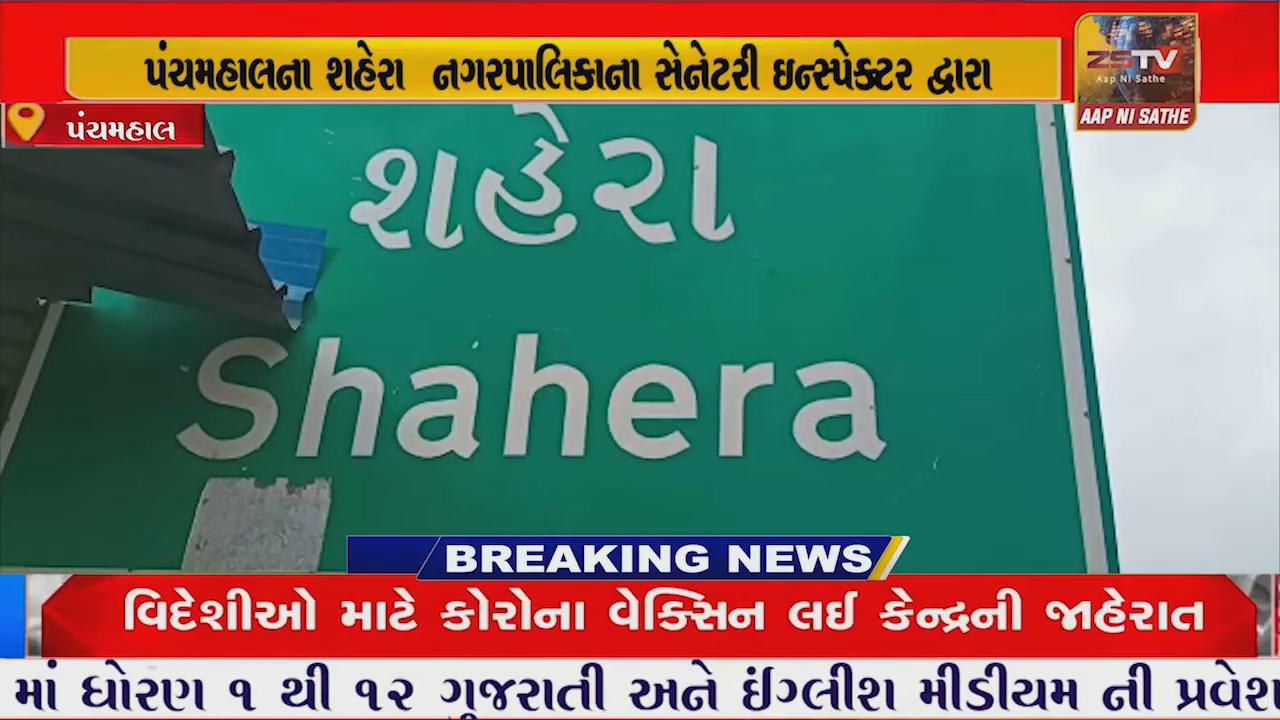 પંચમહાલના શહેરા નગરપાલિકાના સેનેટરી ઇન્સ્પેક્ટર દ્વારા
ZSTV
Aap Ni Sathe
AAP NI SATHE
પંચમહાલ
શહેરા
Shahera
BREAKING NEWS
વિદેશીઓ માટે કોરોના વેક્સિન લઈ કેન્દ્રની જાહેરાત
માં ધોરણ ૧ થી ૧૨ ગુજરાતી અને ઈંગ્લીશ મીડીયમ ની પ્રવેશ